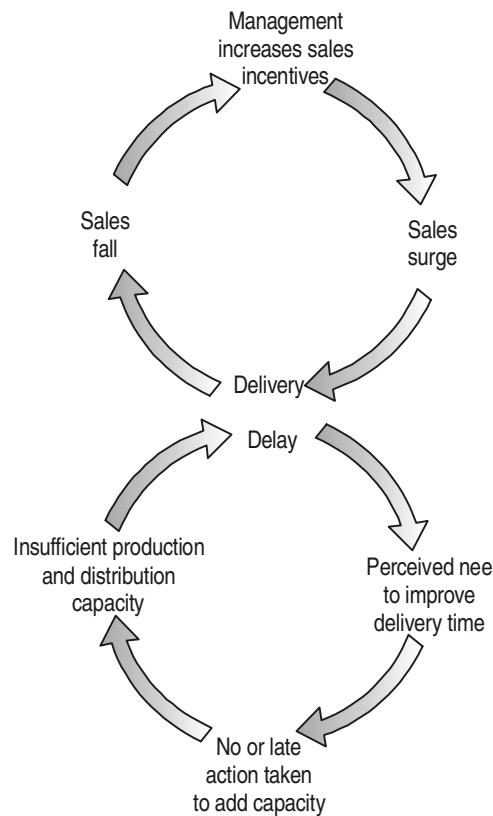 Management
increases sales
incentives
Sales
surge
Sales
fall
Delivery
Delay
Perceived nee
to improve
delivery time
Insufficient production
and distribution
capacity
No or late
action taken
to add capacity